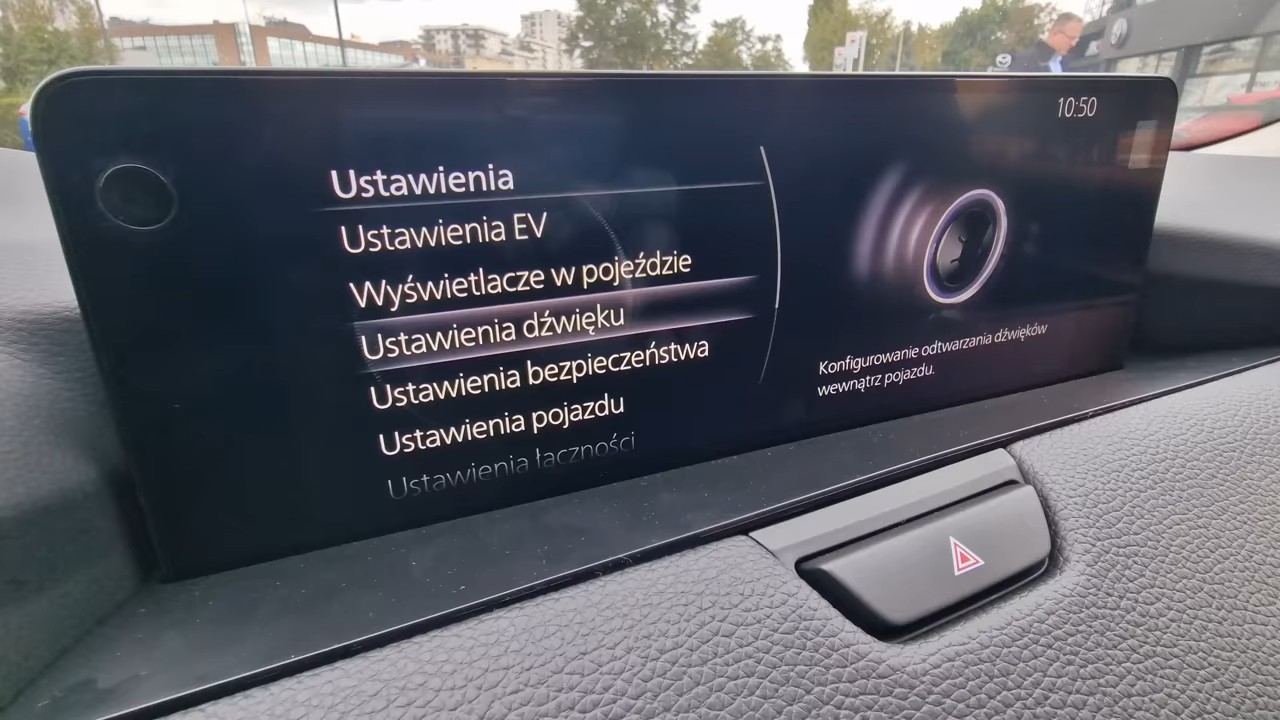 10:50
Ustawienia
Ustawienia EV
Wyświetlacze w pojeździe
Ustawienia dźwięku
Ustawienia bezpieczeństwa
Ustawienia pojazdu
Ustawienia łączności
Konfigurowanie odtwarzania dźwięków
wewnątrz pojazdu.